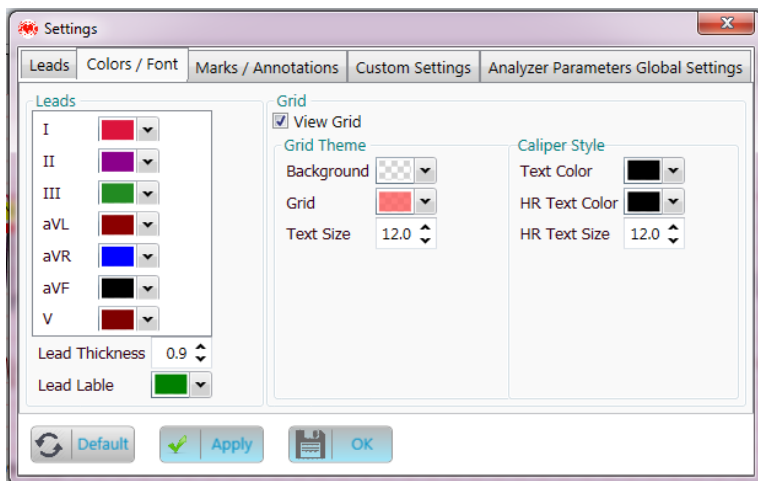 Settings
Leads Colors / Font Marks / Annotations Custom Settings Analyzer Parameters Global Settings
Leads
I
II
III
aVL
aVR
aVF
V
Lead Thickness 0.9
Lead Lable
Grid
View Grid
Grid Theme
Background
Grid
Text Size 12.0
Caliper Style
Text Color
HR Text Color
HR Text Size 12.0
Default Apply OK